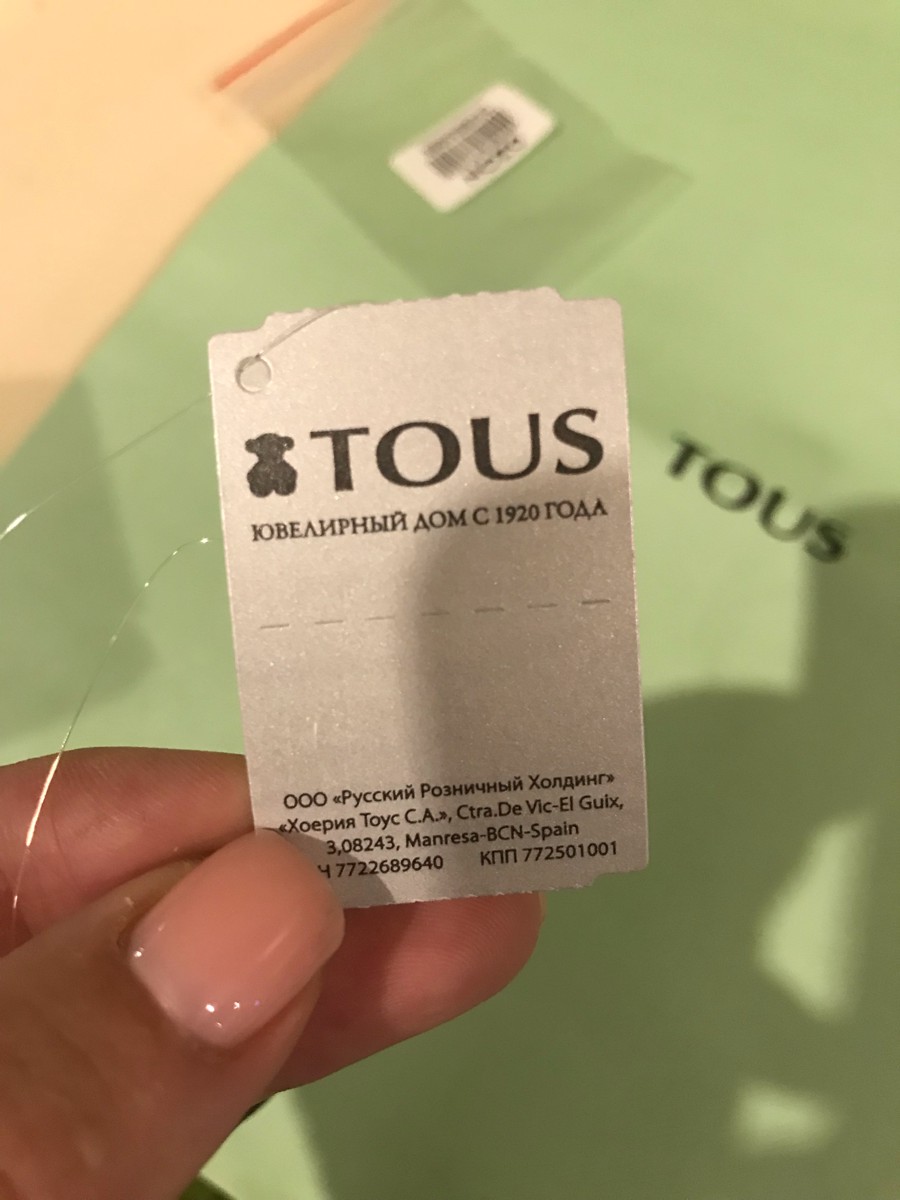 TOUS
ЮВЕЛИРНЫЙ ДОМ С 1920 ГОДА
TOUS
ООО «Русский Розничный Холдинг»
«Хоерия Тоус С.А.», Ctra.De Vic-El Guix,
3,08243, Manresa-BCN-Spain
7722689640 КПП 772501001